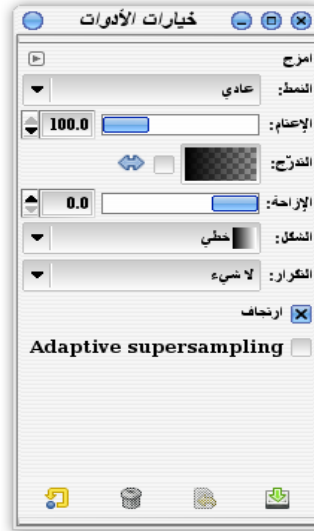 خيارات الأدوات
امزج
النمط: عادي
الإعتام: 100.0
التدرّج:
الإزاحة: 0.0
الشكل: خطي
التكرار: لا شيء
ارتجاف
Adaptive supersampling